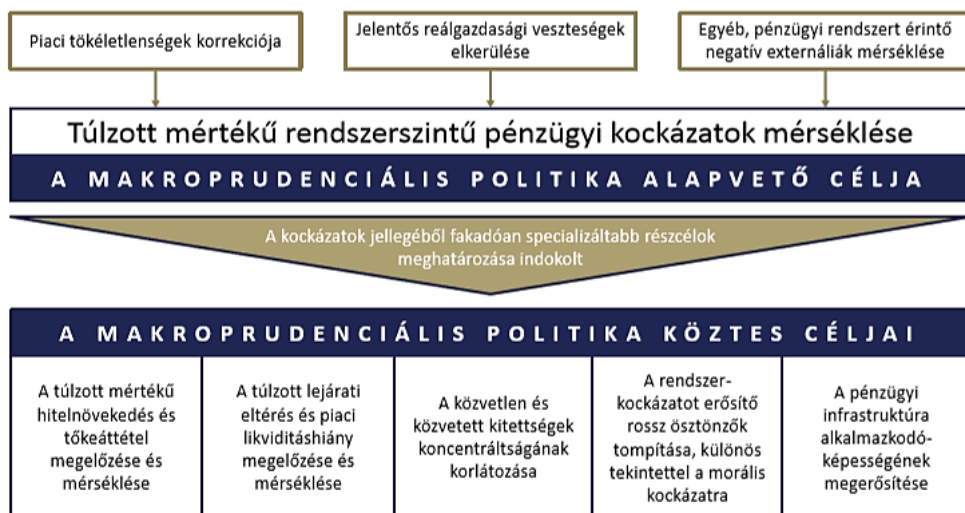 Piaci tökéletlenségek korrekciója
Jelentős reálgazdasági veszteségek
elkerülése
Egyéb, pénzügyi rendszert érintő
negatív externáliák mérséklése
Túlzott mértékű rendszerszintű pénzügyi kockázatok mérséklése
A MAKROPRUDENCIÁLIS POLITIKA ALAPVETŐ CÉLJA
A kockázatok jellegéből fakadóan specializáltabb részcélok
meghatározása indokolt
A MAKROPRUDENCIÁLIS POLITIKA KÖZTES CÉLJAI
A túlzott mértékű
hitelnövekedés és
tőkeáttétel
megelőzése és
mérséklése
A túlzott lejárati
eltérés és piaci
likviditáshiány
megelőzése és
mérséklése
A közvetlen és
közvetett kitettségek
koncentráltságának
korlátozása
A rendszer-
kockázatot erősítő
rossz ösztönzők
tompítása, különös
tekintettel a morális
kockázatra
A pénzügyi
infrastruktúra
alkalmazkodó-
képességének
megerősítése